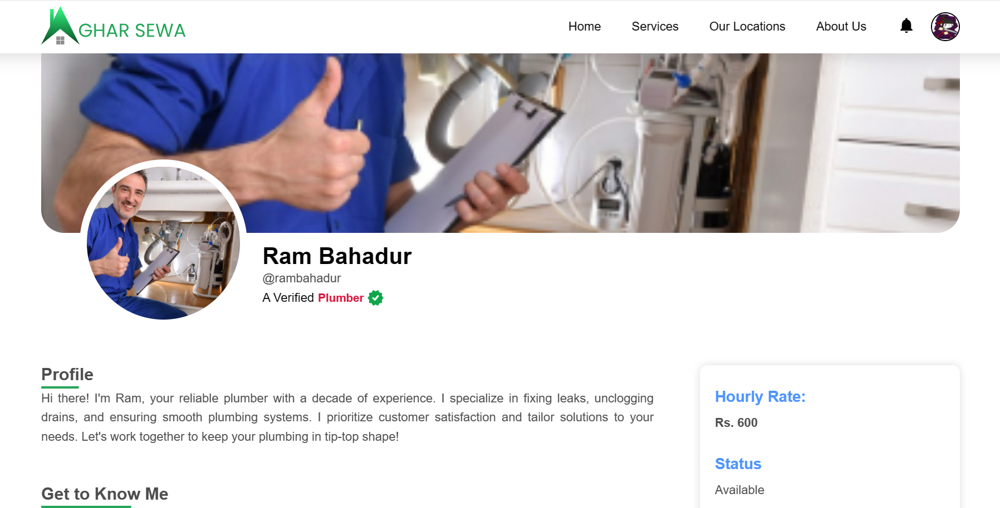 GHAR SEWA
Home Services Our Locations About Us
Ram Bahadur
@rambahadur
A Verified Plumber
Profile
Hi there! I'm Ram, your reliable plumber with a decade of experience. I specialize in fixing leaks, unclogging
drains, and ensuring smooth plumbing systems. I prioritize customer satisfaction and tailor solutions to your
needs. Let's work together to keep your plumbing in tip-top shape!
Get to Know Me
Hourly Rate:
Rs. 600
Status
Available